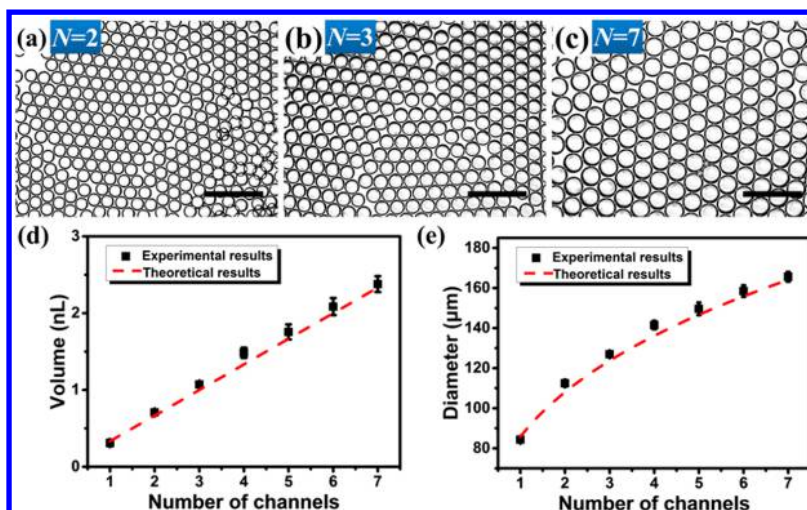 (a) N=2
(b) N=3
(c) N=7
(d)
3
2
1
0
Volume (nL)
Experimental results
Theoretical results
1 2 3 4 5 6 7
Number of channels
(e)
180
160
140
120
100
80
Diameter (μm)
Experimental results
Theoretical results
1 2 3 4 5 6 7
Number of channels